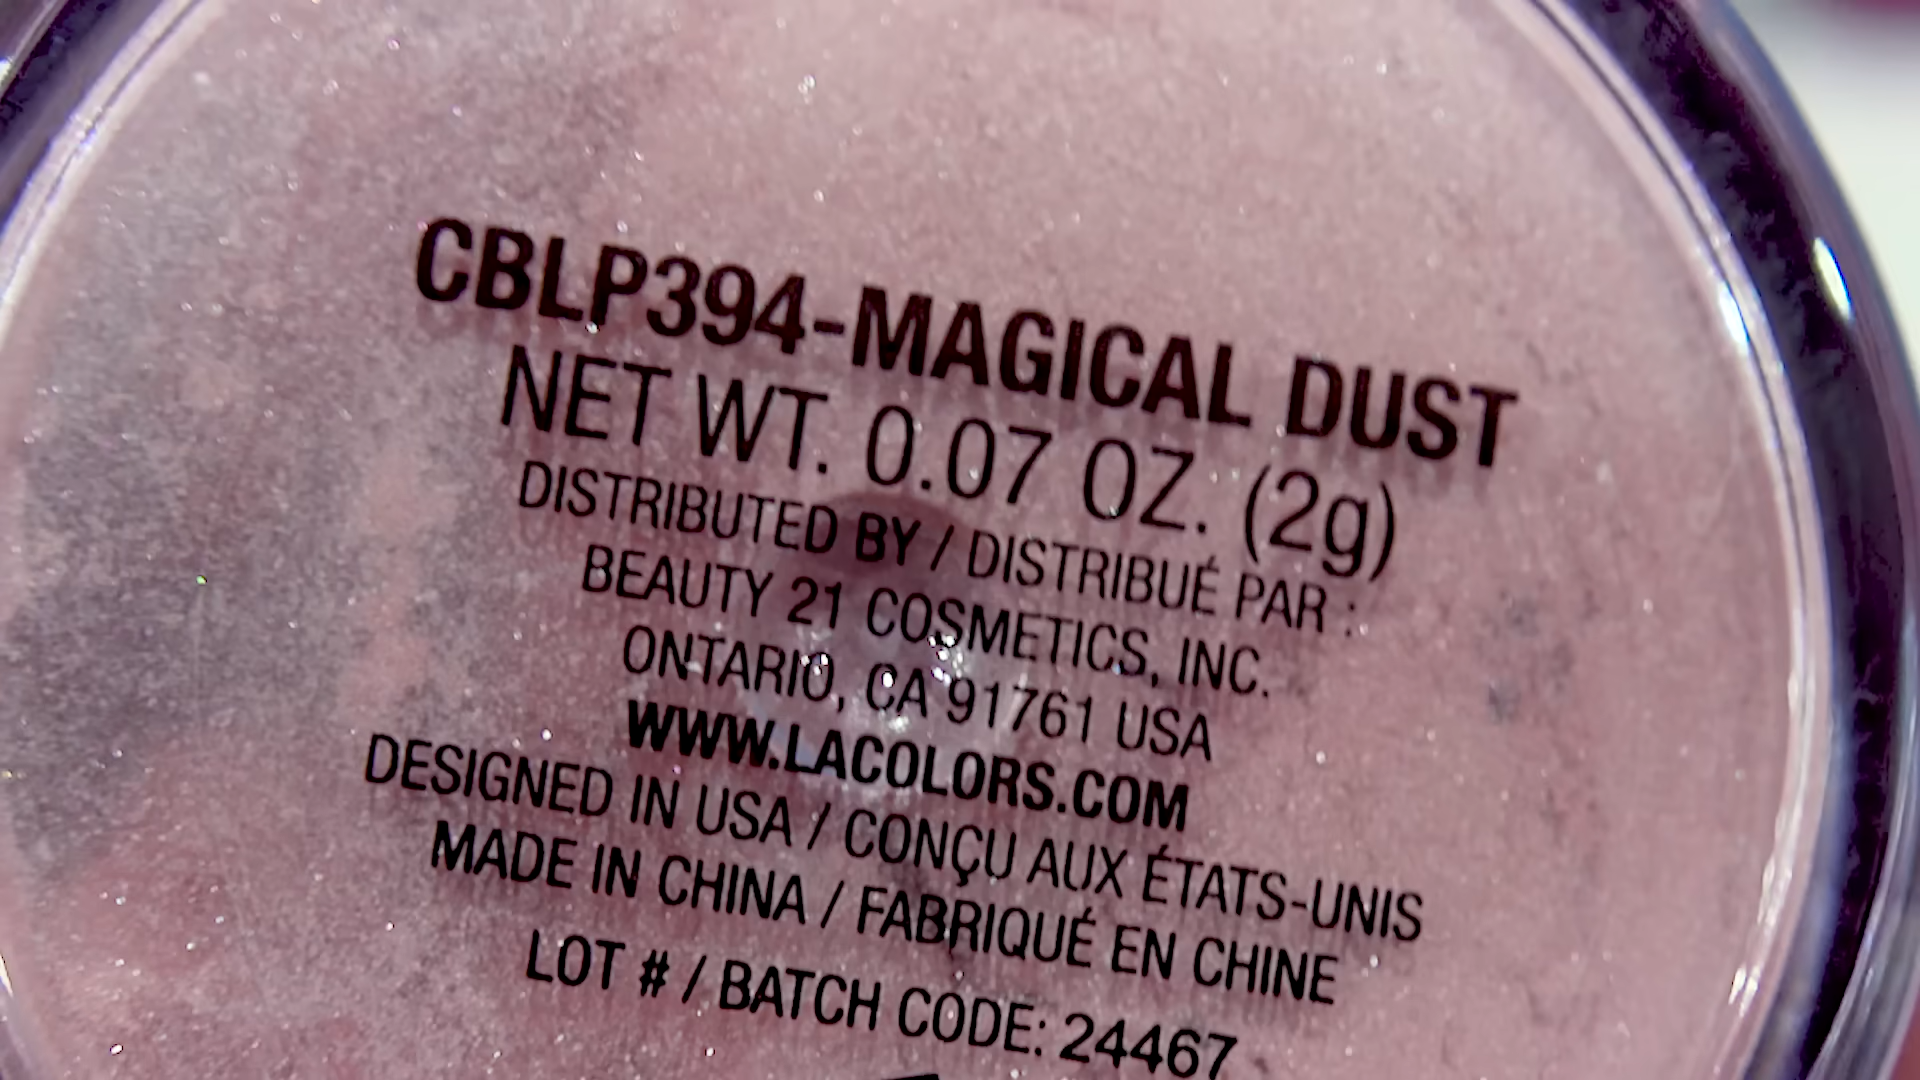 CBLP394-MAGICAL DUST
NET WT. 0.07 OZ. (2g)
DISTRIBUTED BY / DISTRIBUÉ PAR :
BEAUTY 21 COSMETICS, INC.
ONTARIO, CA 91761 USA
WWW.LACOLORS.COM
DESIGNED IN USA / CONÇU AUX ÉTATS-UNIS
MADE IN CHINA / FABRIQUÉ EN CHINE
LOT # / BATCH CODE: 24467